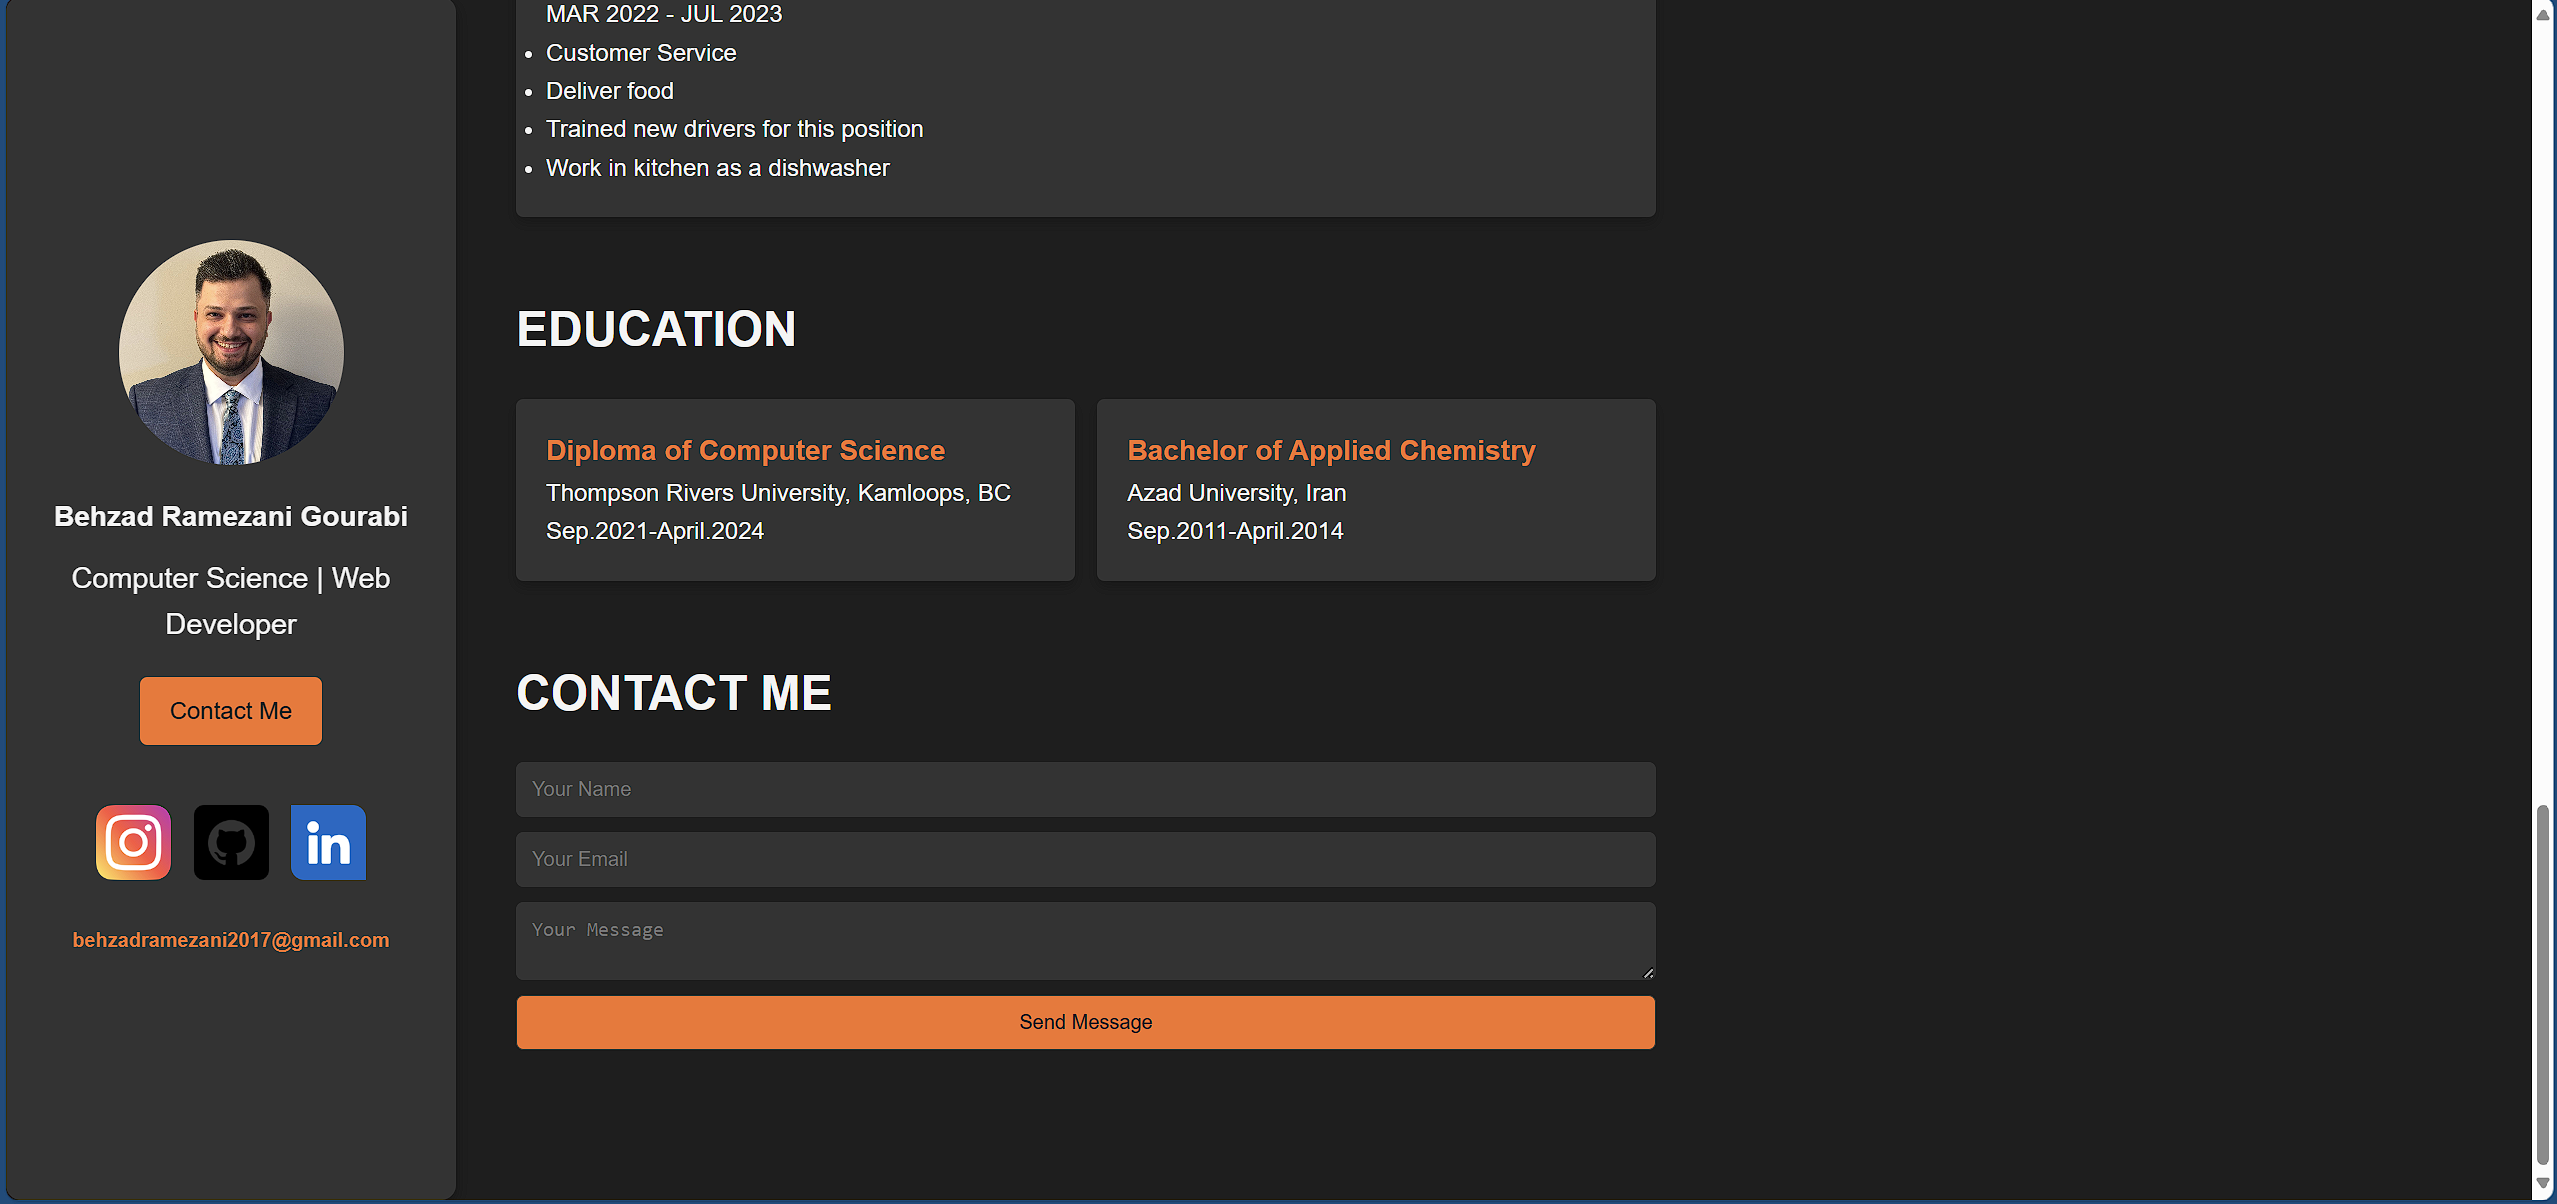 Behzad Ramezani Gourabi
Computer Science | Web
Developer
Contact Me
in
behzadramezani2017@gmail.com
MAR 2022 - JUL 2023
• Customer Service
• Deliver food
• Trained new drivers for this position
• Work in kitchen as a dishwasher
EDUCATION
Diploma of Computer Science
Thompson Rivers University, Kamloops, BC
Sep.2021-April.2024
Bachelor of Applied Chemistry
Azad University, Iran
Sep.2011-April.2014
CONTACT ME
Your Name
Your Email
Your Message
Send Message